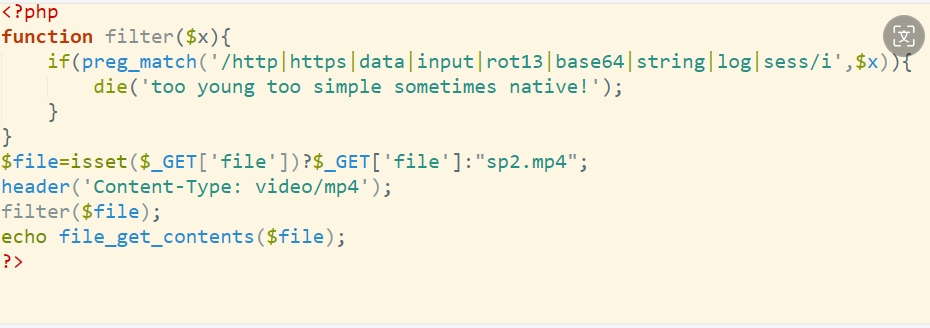 <?php
function filter($x){
    if(preg_match('/http|https|data|input|rot13|base64|string|log|sess/i',$x)){
        die('too young too simple sometimes native!');
    }
}
$file=isset($_GET['file'])?$_GET['file']:"sp2.mp4";
header('Content-Type: video/mp4');
filter($file);
echo file_get_contents($file);
?>
文